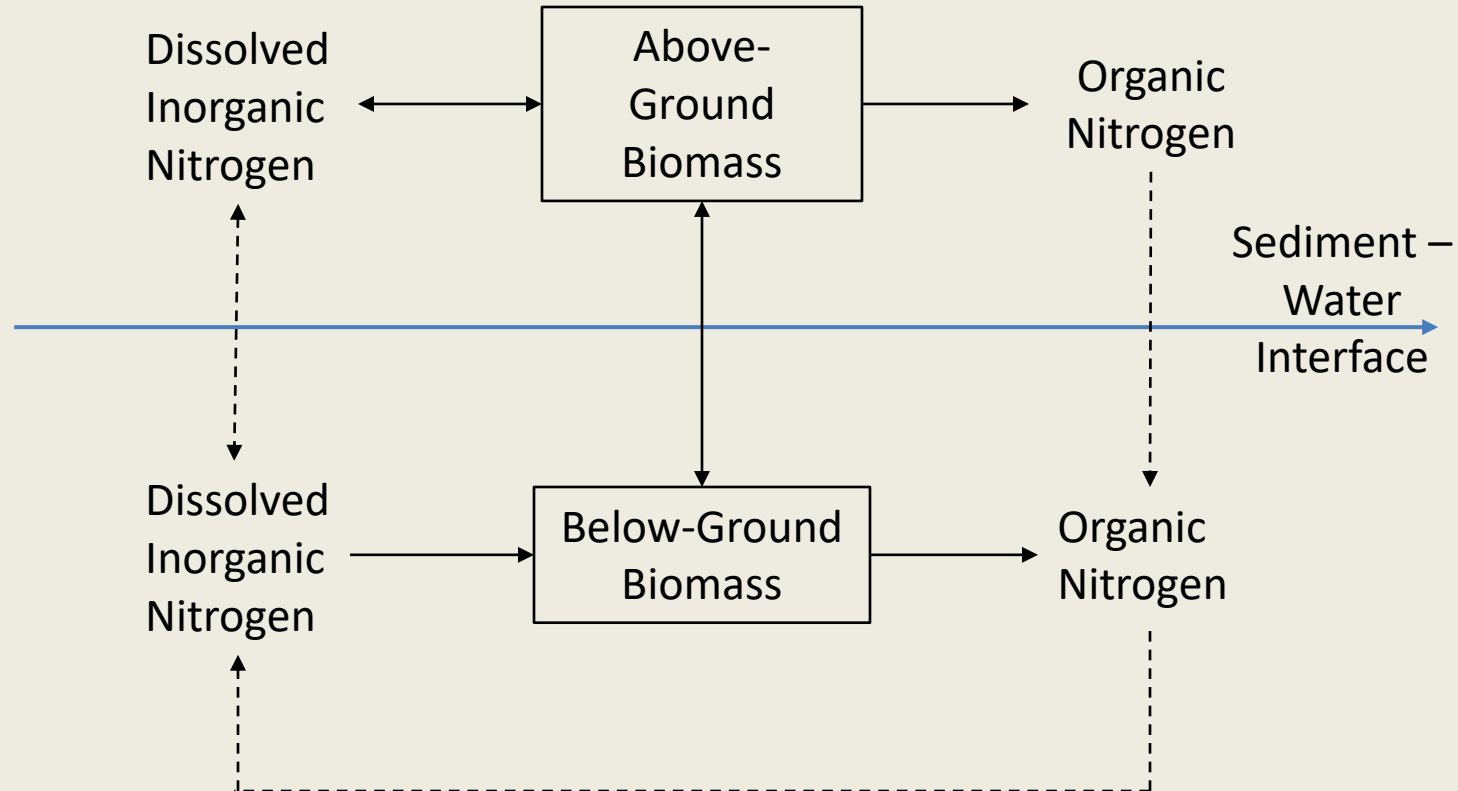 Dissolved
Inorganic
Nitrogen
Above-
Ground
Biomass
Organic
Nitrogen
Sediment –
Water
Interface
Dissolved
Inorganic
Nitrogen
Below-Ground
Biomass
Organic
Nitrogen